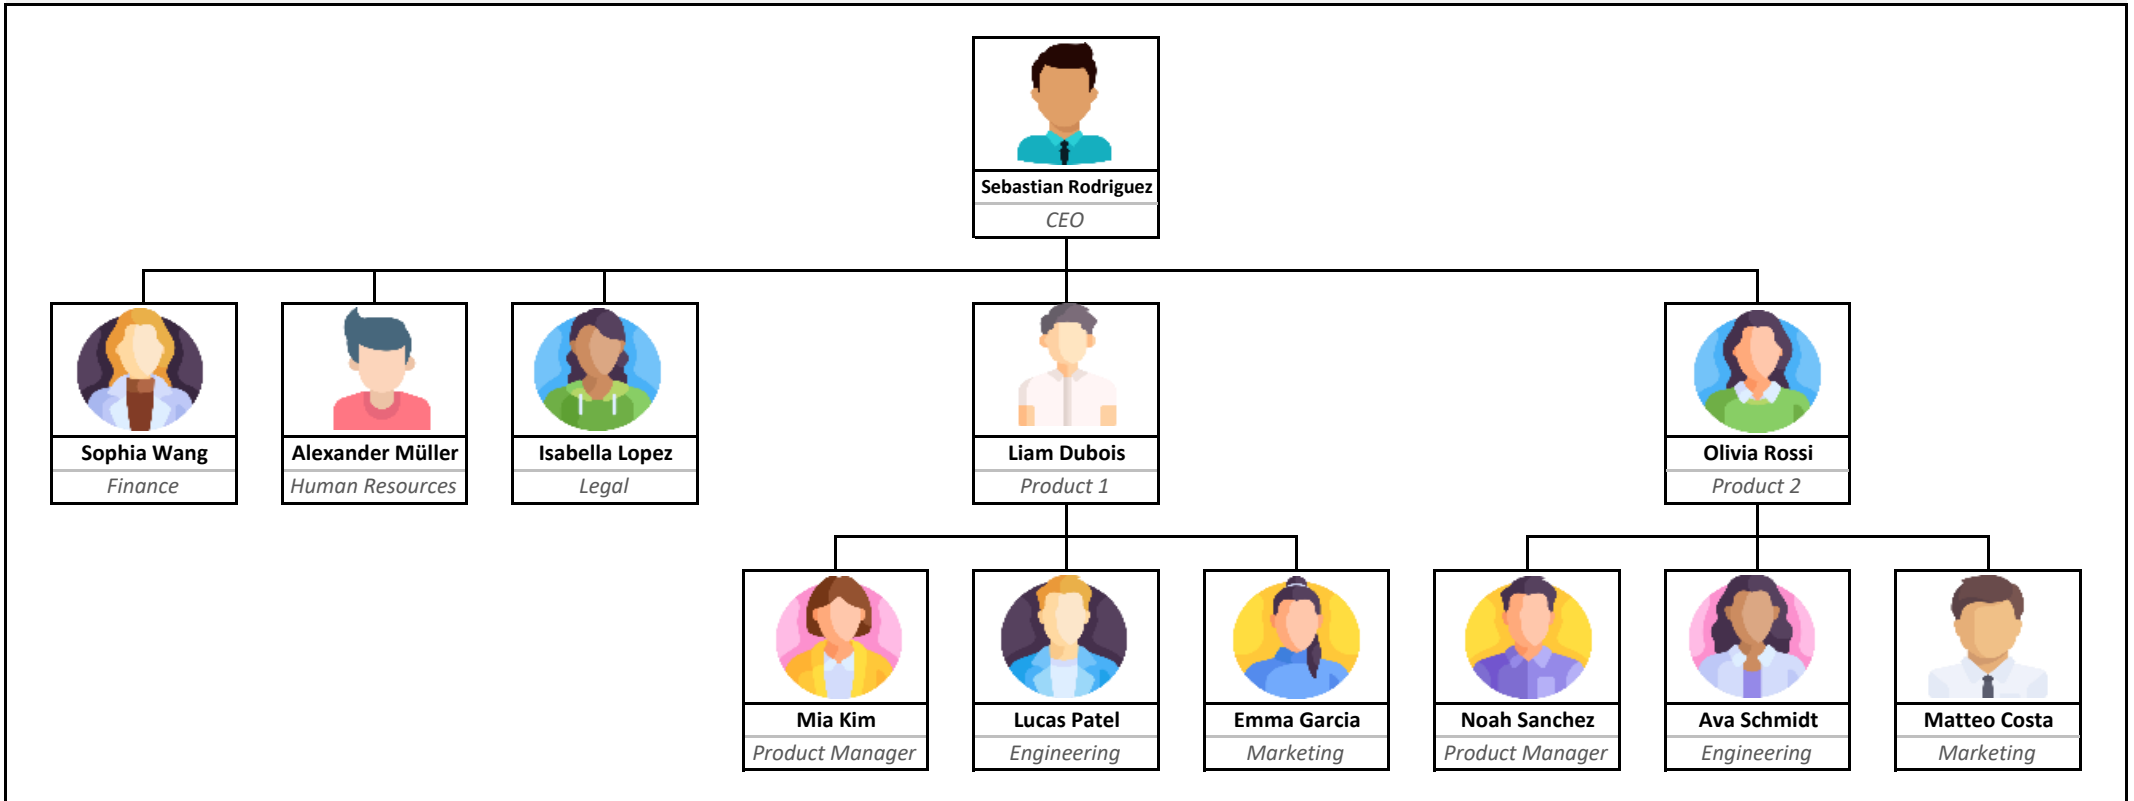 Sebastian Rodriguez
CEO
Sophia Wang
Finance
Alexander Müller
Human Resources
Isabella Lopez
Legal
Liam Dubois
Product 1
Olivia Rossi
Product 2
Mia Kim
Product Manager
Lucas Patel
Engineering
Emma Garcia
Marketing
Noah Sanchez
Product Manager
Ava Schmidt
Engineering
Matteo Costa
Marketing